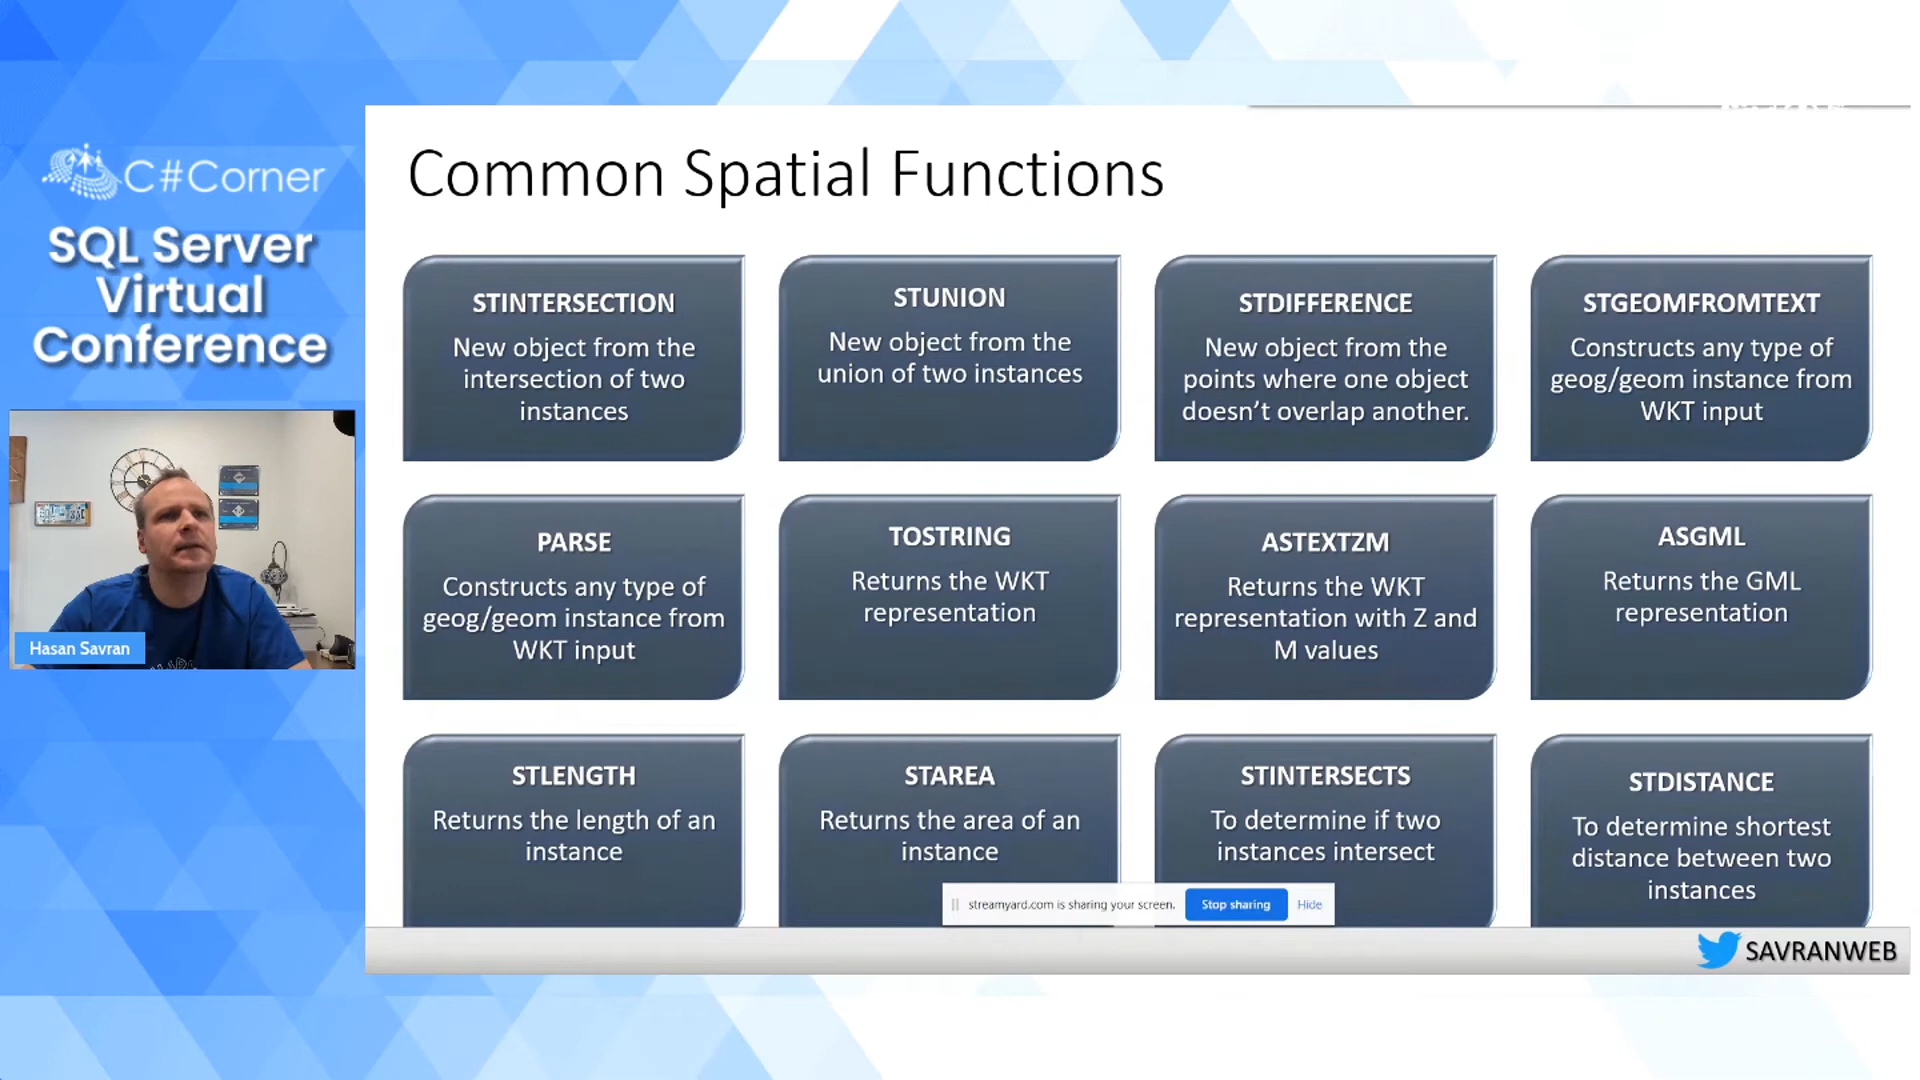 C#Corner
SQL Server
Virtual
Conference
Hasan Savran
Common Spatial Functions
STINTERSECTION
New object from the
intersection of two
instances
STUNION
New object from the
union of two instances
STDIFFERENCE
New object from the
points where one object
doesn't overlap another.
STGEOMFROMTEXT
Constructs any type of
geog/geom instance from
WKT input
PARSE
Constructs any type of
geog/geom instance from
WKT input
TOSTRING
Returns the WKT
representation
ASTEXTZM
Returns the WKT
representation with Z and
M values
ASGML
Returns the GML
representation
STLENGTH
Returns the length of an
instance
STAREA
Returns the area of an
instance
STINTERSECTS
To determine if two
instances intersect
STDISTANCE
To determine shortest
distance between two
instances
streamyard.com is sharing your screen.
Stop sharing
Hide
SAVRANWEB